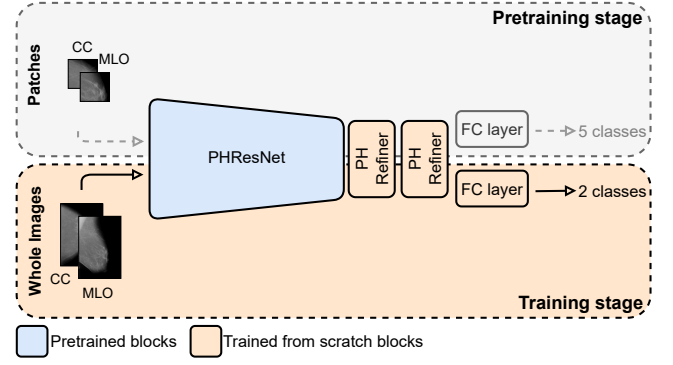 Pretraining stage
Patches
CC
MLO
PHResNet
PH
Refiner
PH
Refiner
FC layer
5 classes
FC layer
2 classes
Whole Images
CC
MLO
Training stage
Pretrained blocks
Trained from scratch blocks